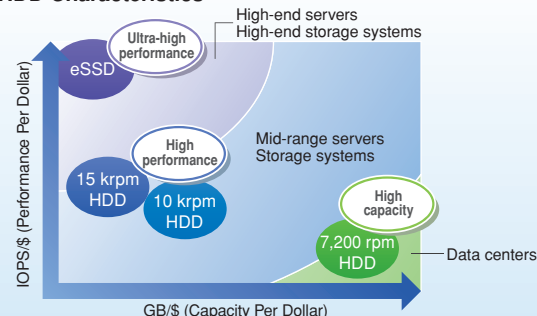 HDD Characteristics
High-end servers
High-end storage systems
Ultra-high
performance
eSSD
High
performance
Mid-range servers
Storage systems
15 krpm
HDD
10 krpm
HDD
High
capacity
7,200 rpm
HDD
Data centers
IOPS/$ (Performance Per Dollar)
GB/$ (Capacity Per Dollar)